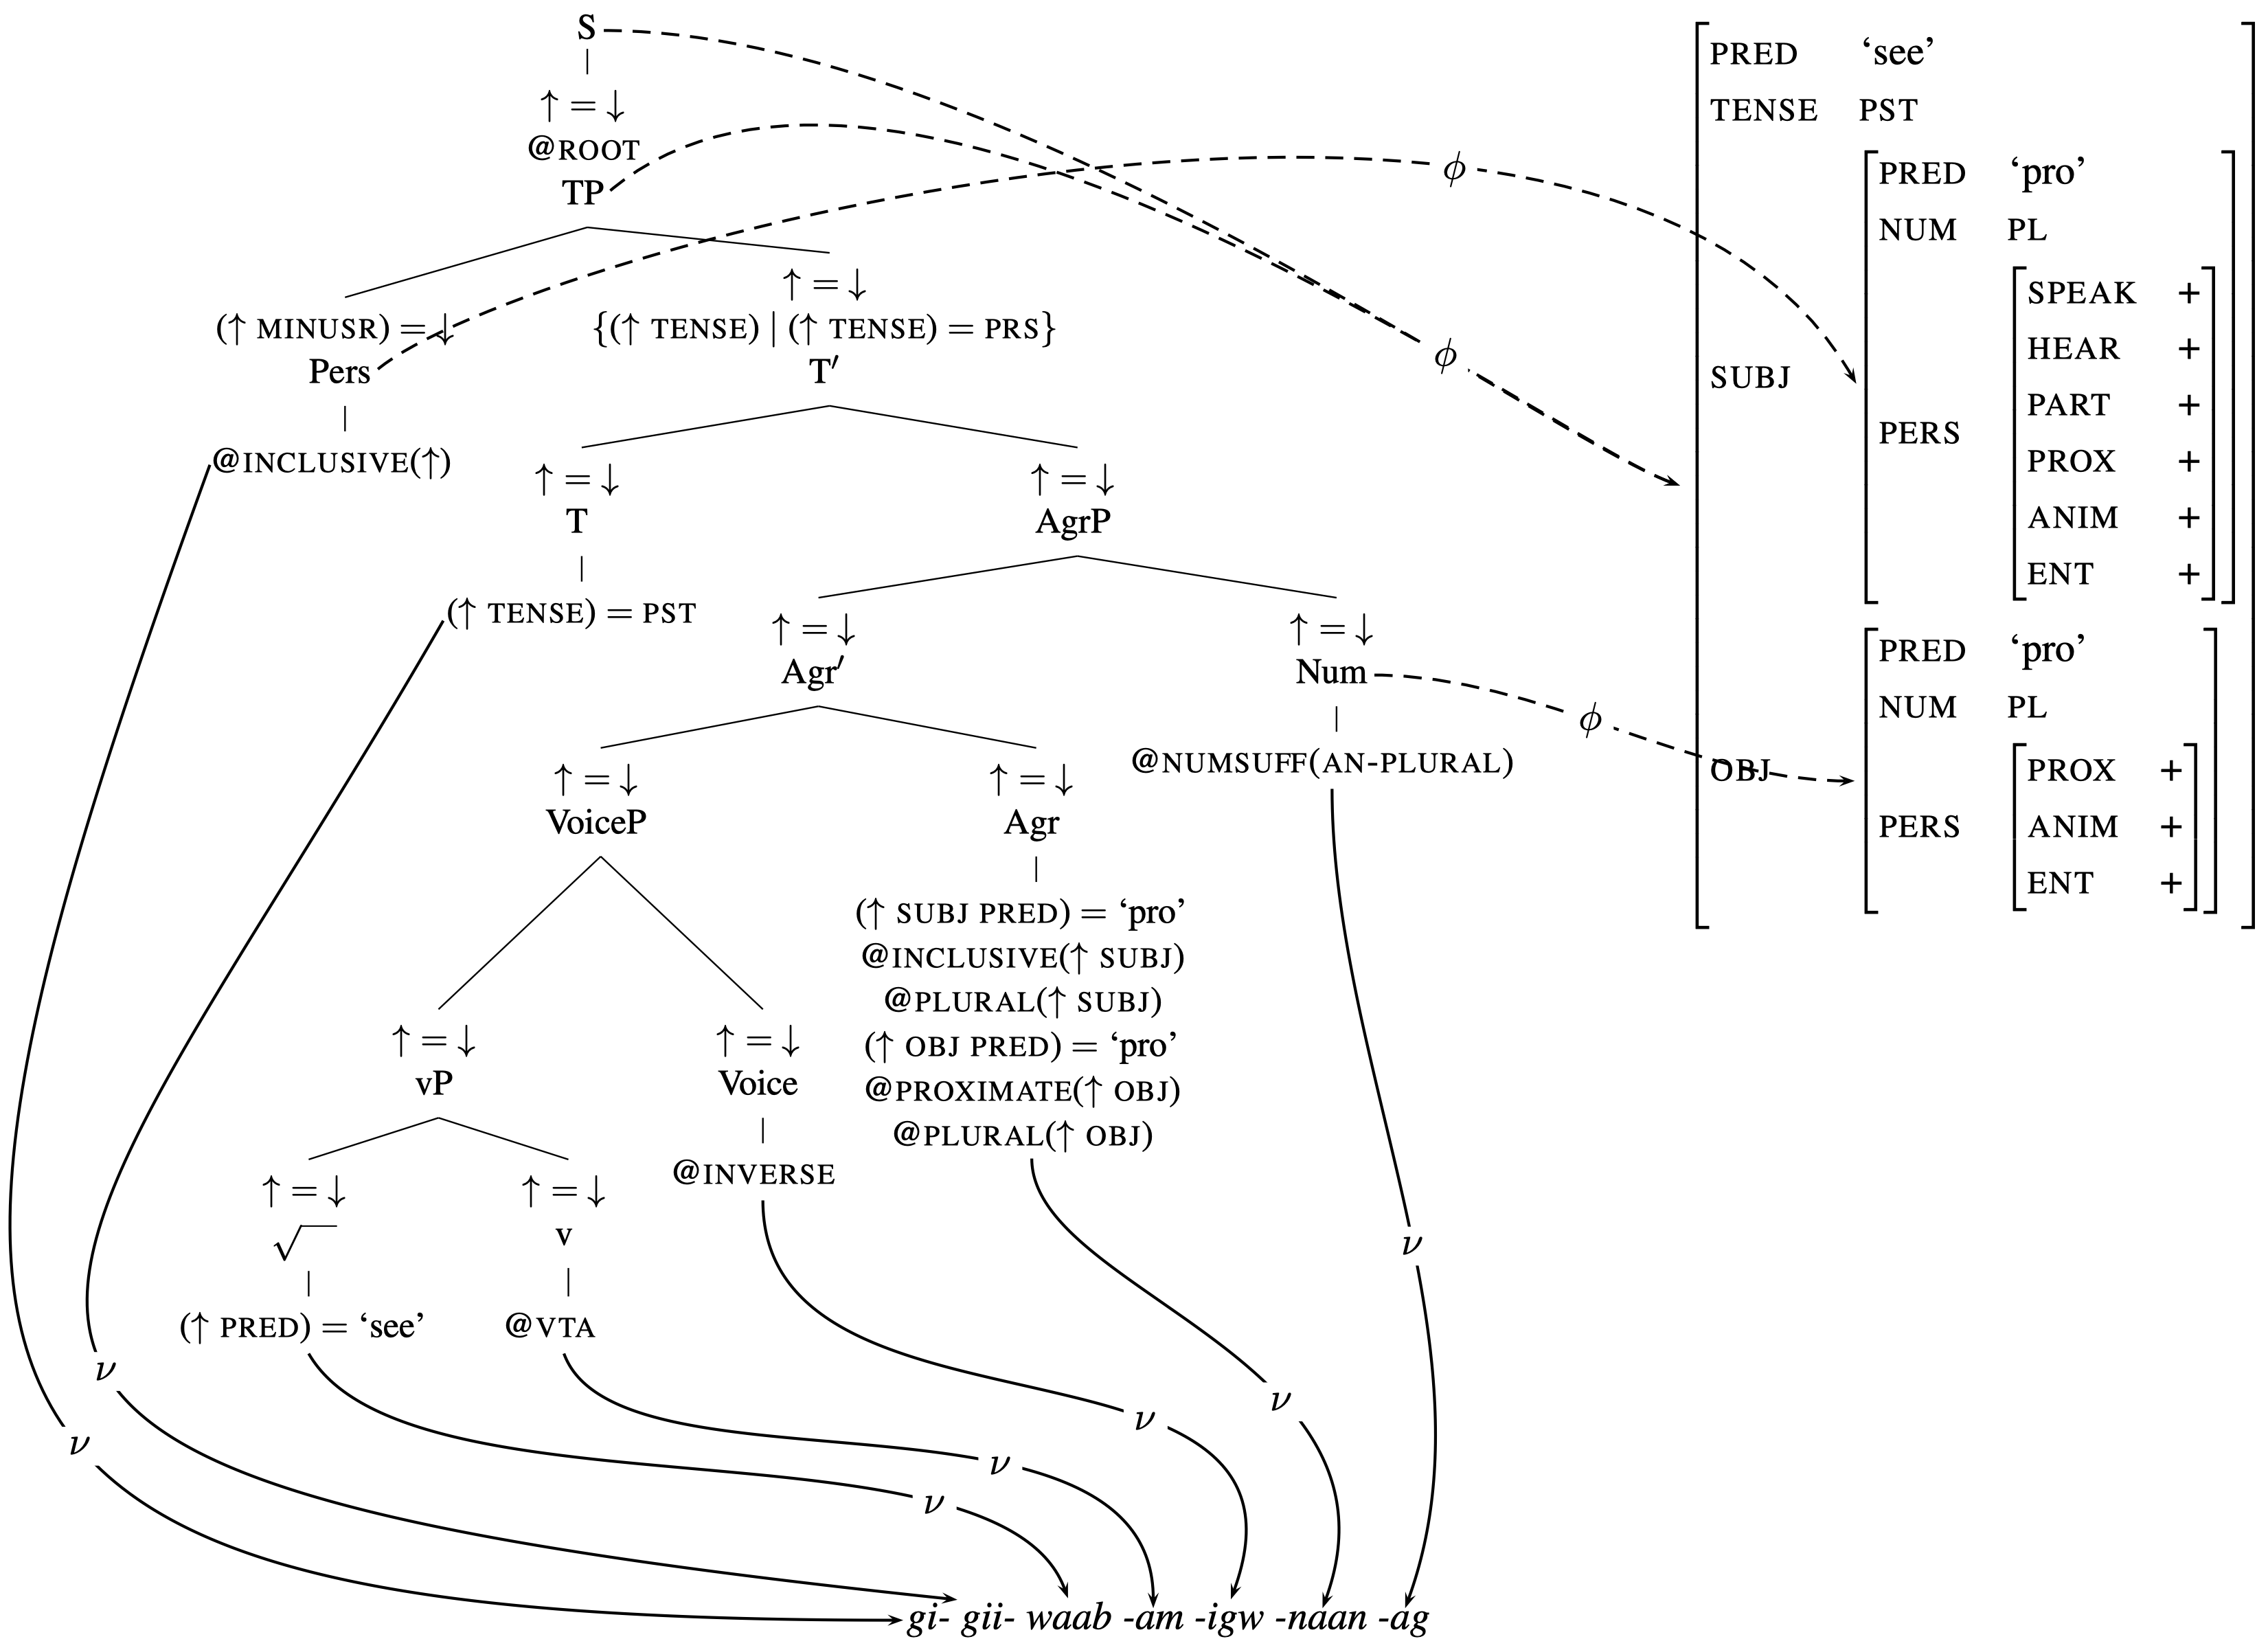 S
↑ = ↓
@ROOT
TP
(↑ MINUSR) = ↓
Pers
@INCLUSIVE(↑)
↑ = ↓
{(↑ TENSE) | (↑ TENSE) = PRS}
T′
↑ = ↓
T
(↑ TENSE) = PST
↑ = ↓
AgrP
↑ = ↓
Agr′
↑ = ↓
Num
@NUMSUFF(AN-PLURAL)
↑ = ↓
VoiceP
↑ = ↓
Agr
(↑ SUBJ PRED) = ‘pro’
@INCLUSIVE(↑ SUBJ)
@PLURAL(↑ SUBJ)
(↑ OBJ PRED) = ‘pro’
@PROXIMATE(↑ OBJ)
@PLURAL(↑ OBJ)
↑ = ↓
vP
↑ = ↓
Voice
@INVERSE
↑ = ↓
√
(↑ PRED) = ‘see’
↑ = ↓
v
@VTA
ν
ν
ν
ν
ν
ν
ν
gi- gii- waab -am -igw -naan -ag
ϕ
ϕ
ϕ
PRED ‘see’
TENSE PST
SUBJ
PRED ‘pro’
NUM PL
PERS
SPEAK +
HEAR +
PART +
PROX +
ANIM +
ENT +
OBJ
PRED ‘pro’
NUM PL
PERS
PROX +
ANIM +
ENT +